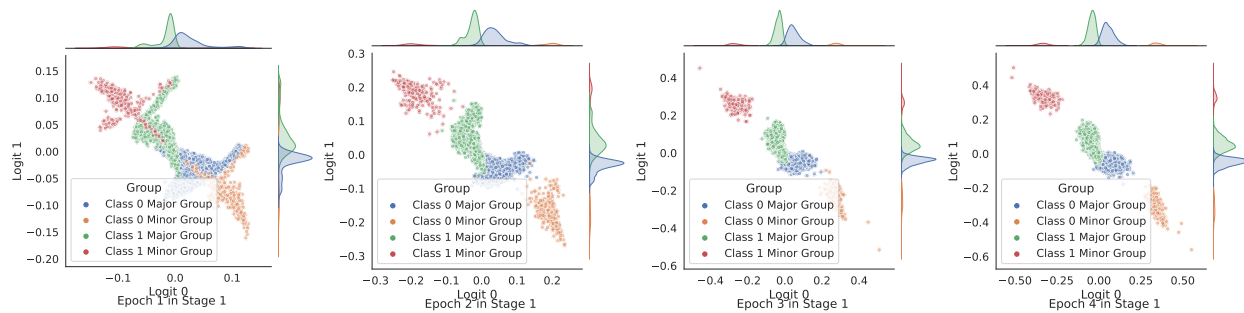 0.15
0.10
0.05
0.00
−0.05
−0.10
−0.15
−0.20
Logit 1
Group
Class 0 Major Group
Class 0 Minor Group
Class 1 Major Group
Class 1 Minor Group
−0.1 0.0 0.1
Logit 0
Epoch 1 in Stage 1
0.3
0.2
0.1
0.0
−0.1
−0.2
−0.3
Logit 1
Group
Class 0 Major Group
Class 0 Minor Group
Class 1 Major Group
Class 1 Minor Group
−0.3 −0.2 −0.1 0.0 0.1 0.2
Logit 0
Epoch 2 in Stage 1
0.4
0.2
0.0
−0.2
−0.4
−0.6
Logit 1
Group
Class 0 Major Group
Class 0 Minor Group
Class 1 Major Group
Class 1 Minor Group
−0.4 −0.2 0.0 0.2 0.4
Logit 0
Epoch 3 in Stage 1
0.4
0.2
0.0
−0.2
−0.4
−0.6
Logit 1
Group
Class 0 Major Group
Class 0 Minor Group
Class 1 Major Group
Class 1 Minor Group
−0.50 −0.25 0.00 0.25 0.50
Logit 0
Epoch 4 in Stage 1